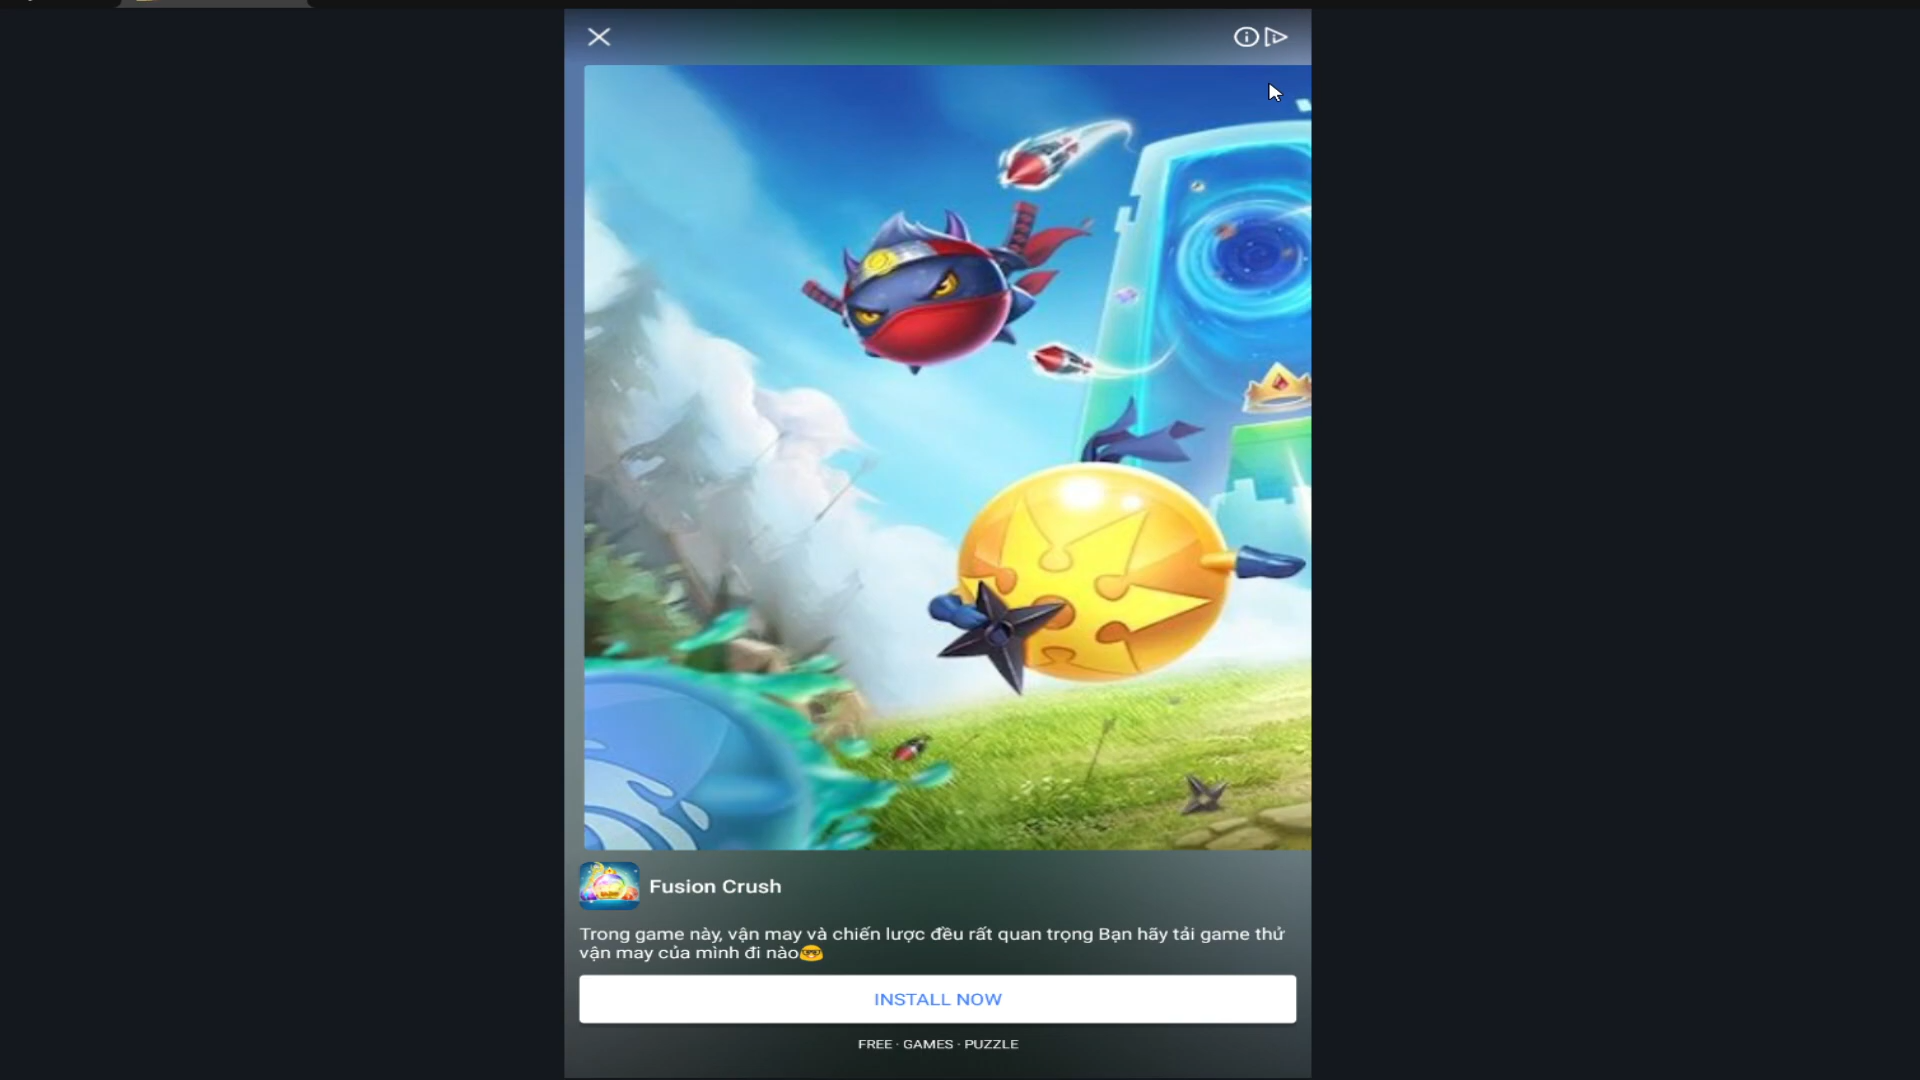 Fusion Crush
Trong game này, vận may và chiến lược đều rất quan trọng Bạn hãy tải game thử
vận may của mình đi nào🤓
INSTALL NOW
FREE · GAMES · PUZZLE